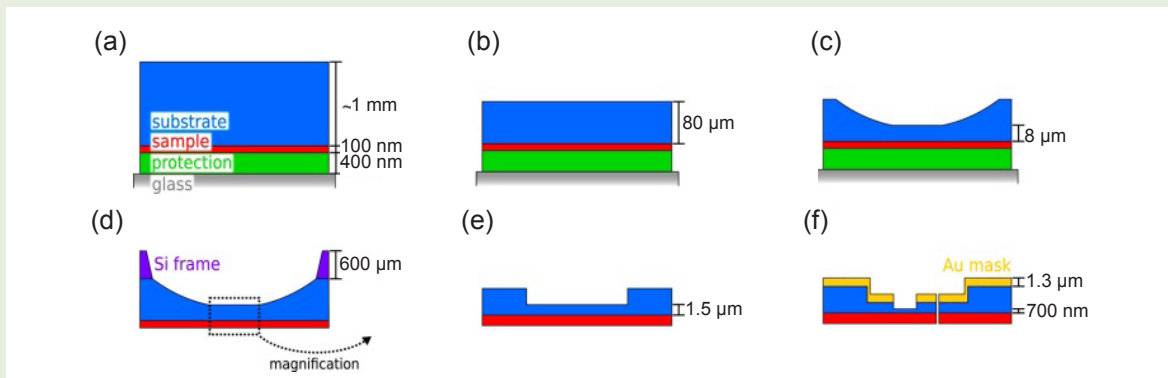 (a)
~1 mm
substrate
sample
100 nm
protection
400 nm
glass
(b)
80 µm
(c)
8 µm
(d)
Si frame
600 µm
magnification
(e)
1.5 µm
(f)
Au mask
1.3 µm
700 nm